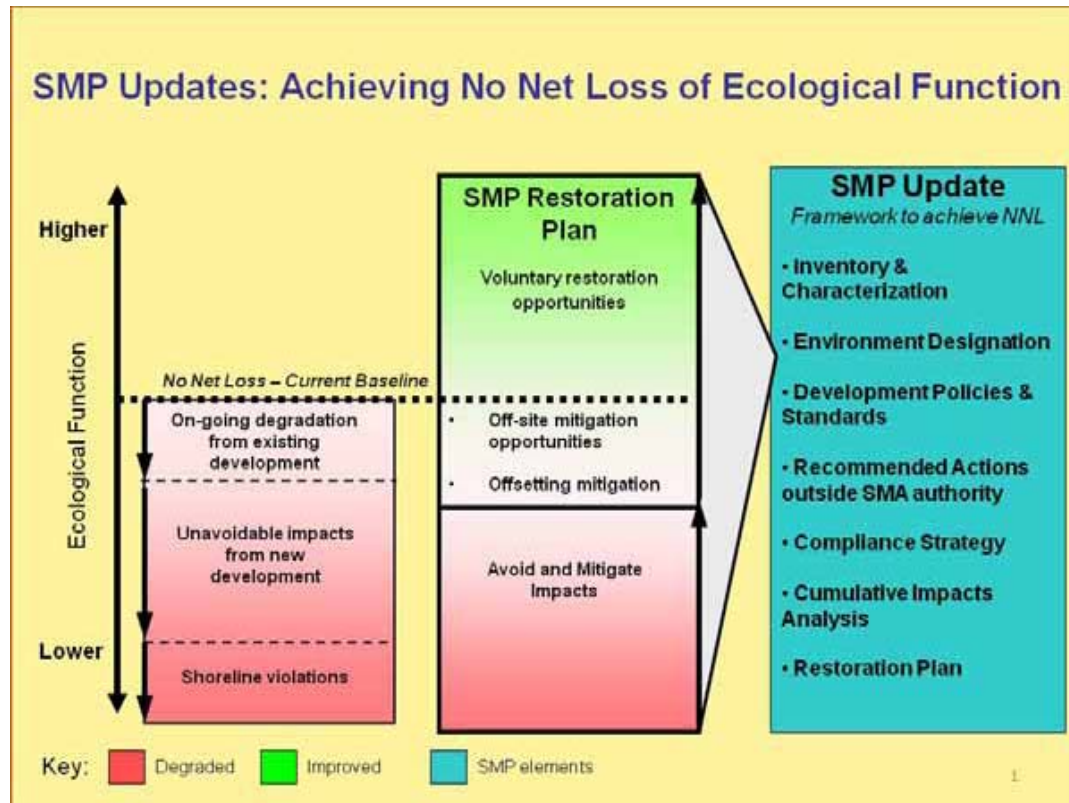 SMP Updates: Achieving No Net Loss of Ecological Function
Higher
Ecological Function
Lower
No Net Loss – Current Baseline
On-going degradation
from existing
development
Unavoidable impacts
from new
development
Shoreline violations
SMP Restoration
Plan
Voluntary restoration
opportunities
• Off-site mitigation
opportunities
• Offsetting mitigation
Avoid and Mitigate
Impacts
SMP Update
Framework to achieve NNL
• Inventory &
Characterization
• Environment Designation
• Development Policies &
Standards
• Recommended Actions
outside SMA authority
• Compliance Strategy
• Cumulative Impacts
Analysis
• Restoration Plan
Key:
Degraded
Improved
SMP elements
1